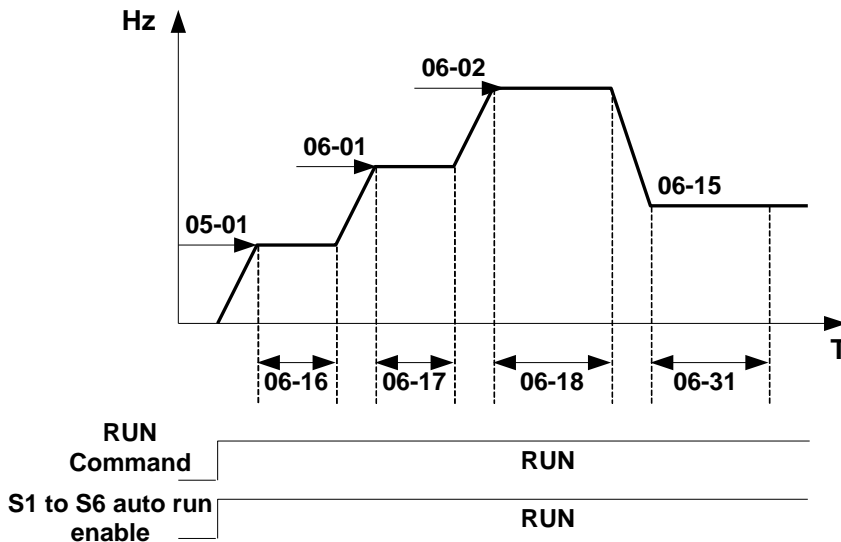 Hz
06-02
06-01
06-15
05-01
T
06-16
06-17
06-18
06-31
RUN
Command
RUN
S1 to S6 auto run
enable
RUN